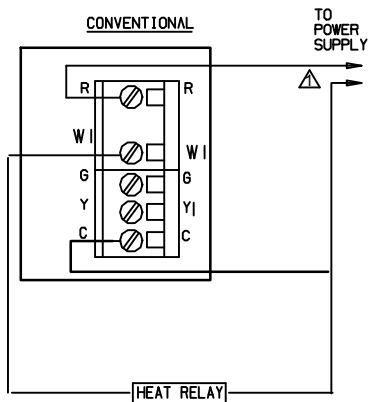 CONVENTIONAL
TO
POWER
SUPPLY
1
R R
W1 W1
G G
Y Y1
C C
HEAT RELAY